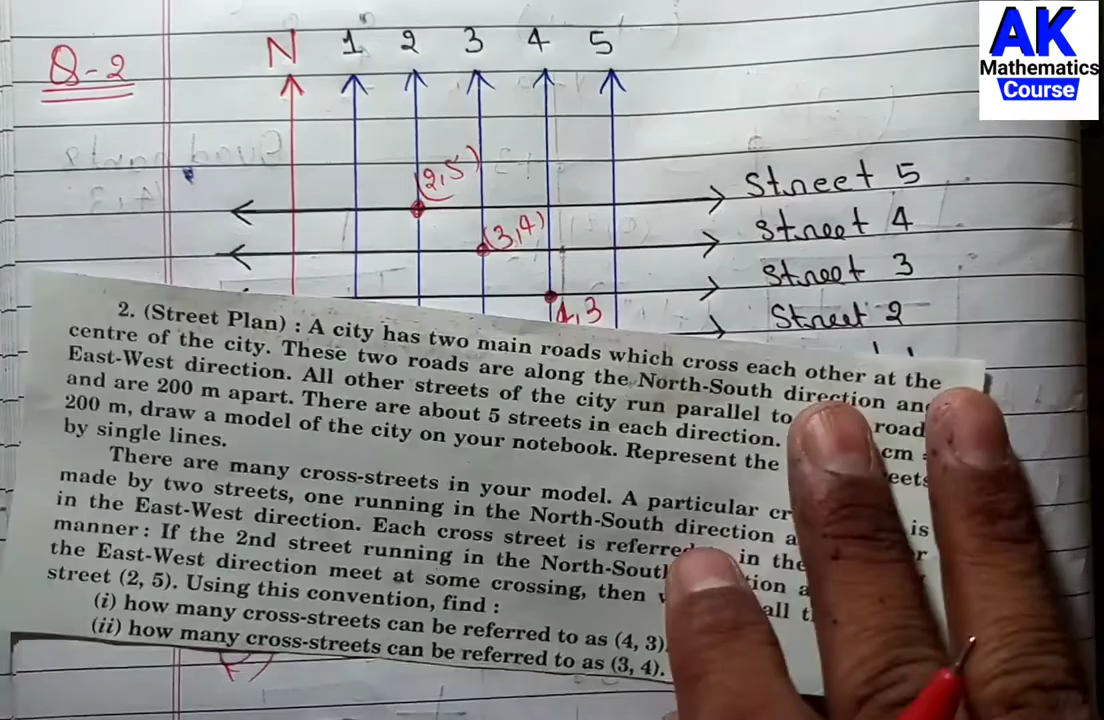 AK
Mathematics
Course
Q-2
N 1 2 3 4 5
(2,5)
Street 5
(3,4)
Street 4
Street 3
4,3
Street 2
2. (Street Plan) : A city has two main roads which cross each other at the
centre of the city. These two roads are along the North-South direction and
East-West direction. All other streets of the city run parallel to road
and are 200 m apart. There are about 5 streets in each direction. cm
200 m, draw a model of the city on your notebook. Represent the
by single lines.
There are many cross-streets in your model. A particular is
made by two streets, one running in the North-South direction
in the East-West direction. Each cross street is referred in the
manner : If the 2nd street running in the North-South
the East-West direction meet at some crossing, then
street (2, 5). Using this convention, find :
(i) how many cross-streets can be referred to as (4, 3)
(ii) how many cross-streets can be referred to as (3, 4).